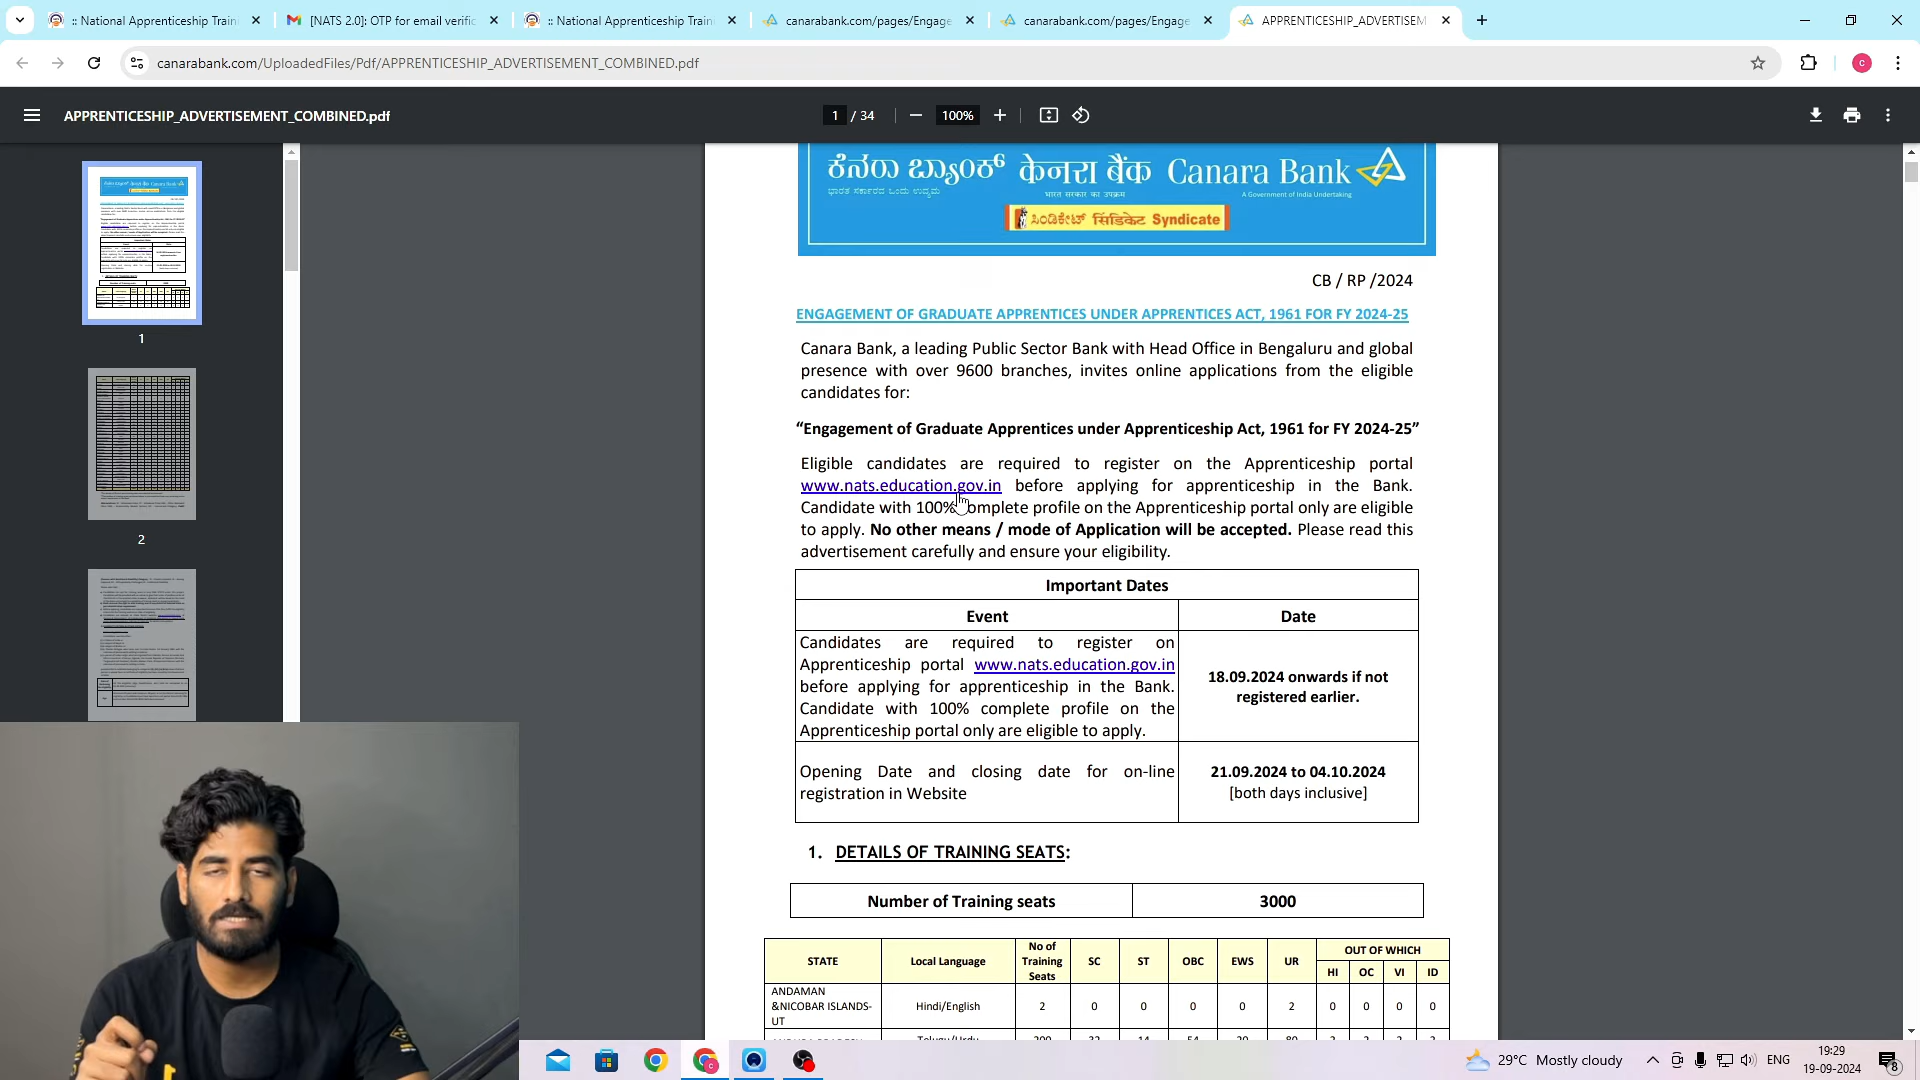 :: National Apprenticeship Train
[NATS 2.0]: OTP for email verific
:: National Apprenticeship Train
canarabank.com/pages/Engage
canarabank.com/pages/Engage
APPRENTICESHIP_ADVERTISEM
canarabank.com/UploadedFiles/Pdf/APPRENTICESHIP_ADVERTISEMENT_COMBINED.pdf
C
APPRENTICESHIP_ADVERTISEMENT_COMBINED.pdf
1 / 34
100%
1
2
ಕೆನರಾ ಬ್ಯಾಂಕ್ केनरा बैंक Canara Bank
ಭಾರತ ಸರ್ಕಾರದ ಒಂದು ಉದ್ಯಮ भारत सरकार का उपक्रम A Government of India Undertaking
ಸಿಂಡಿಕೇಟ್ सिंडिकेट Syndicate
CB / RP /2024
ENGAGEMENT OF GRADUATE APPRENTICES UNDER APPRENTICES ACT, 1961 FOR FY 2024-25
Canara Bank, a leading Public Sector Bank with Head Office in Bengaluru and global
presence with over 9600 branches, invites online applications from the eligible
candidates for:
“Engagement of Graduate Apprentices under Apprenticeship Act, 1961 for FY 2024-25”
Eligible candidates are required to register on the Apprenticeship portal
www.nats.education.gov.in before applying for apprenticeship in the Bank.
Candidate with 100% complete profile on the Apprenticeship portal only are eligible
to apply. No other means / mode of Application will be accepted. Please read this
advertisement carefully and ensure your eligibility.
Important Dates
Event Date
Candidates are required to register on
Apprenticeship portal www.nats.education.gov.in
before applying for apprenticeship in the Bank.
Candidate with 100% complete profile on the
Apprenticeship portal only are eligible to apply.
18.09.2024 onwards if not
registered earlier.
Opening Date and closing date for on-line
registration in Website
21.09.2024 to 04.10.2024
[both days inclusive]
1. DETAILS OF TRAINING SEATS:
Number of Training seats 3000
STATE Local Language No of Training Seats SC ST OBC EWS UR OUT OF WHICH
HI OC VI ID
ANDAMAN
&NICOBAR ISLANDS-
UT
Hindi/English 2 0 0 0 0 2 0 0 0 0
29°C Mostly cloudy
ENG
19:29
19-09-2024
8